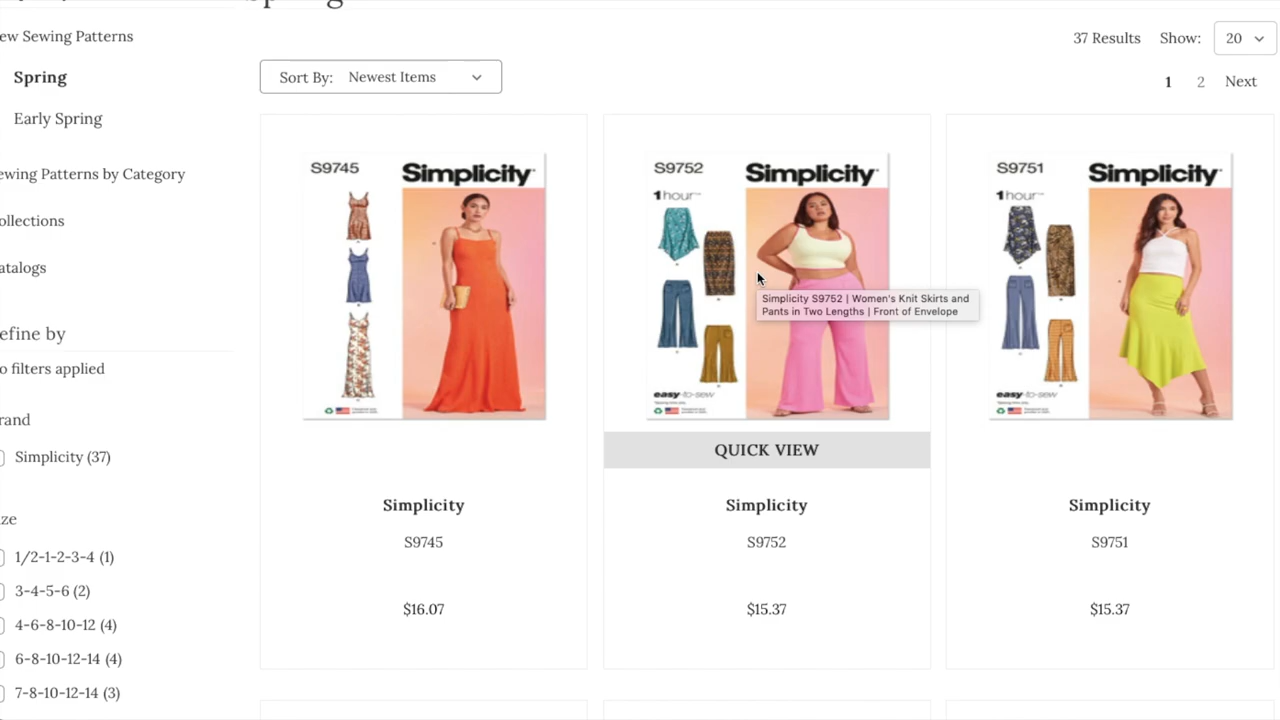 Spring
ew Sewing Patterns
Spring
Early Spring
ewing Patterns by Category
ollections
atalogs
efine by
o filters applied
rand
Simplicity (37)
ize
1/2-1-2-3-4 (1)
3-4-5-6 (2)
4-6-8-10-12 (4)
6-8-10-12-14 (4)
7-8-10-12-14 (3)
37 Results Show: 20
Sort By: Newest Items
1 2 Next
S9745 Simplicity
Simplicity
S9745
$16.07
S9752 Simplicity
1 hour™
easy-to-sew
Simplicity S9752 | Women's Knit Skirts and
Pants in Two Lengths | Front of Envelope
QUICK VIEW
Simplicity
S9752
$15.37
S9751 Simplicity
1 hour™
easy-to-sew
Simplicity
S9751
$15.37